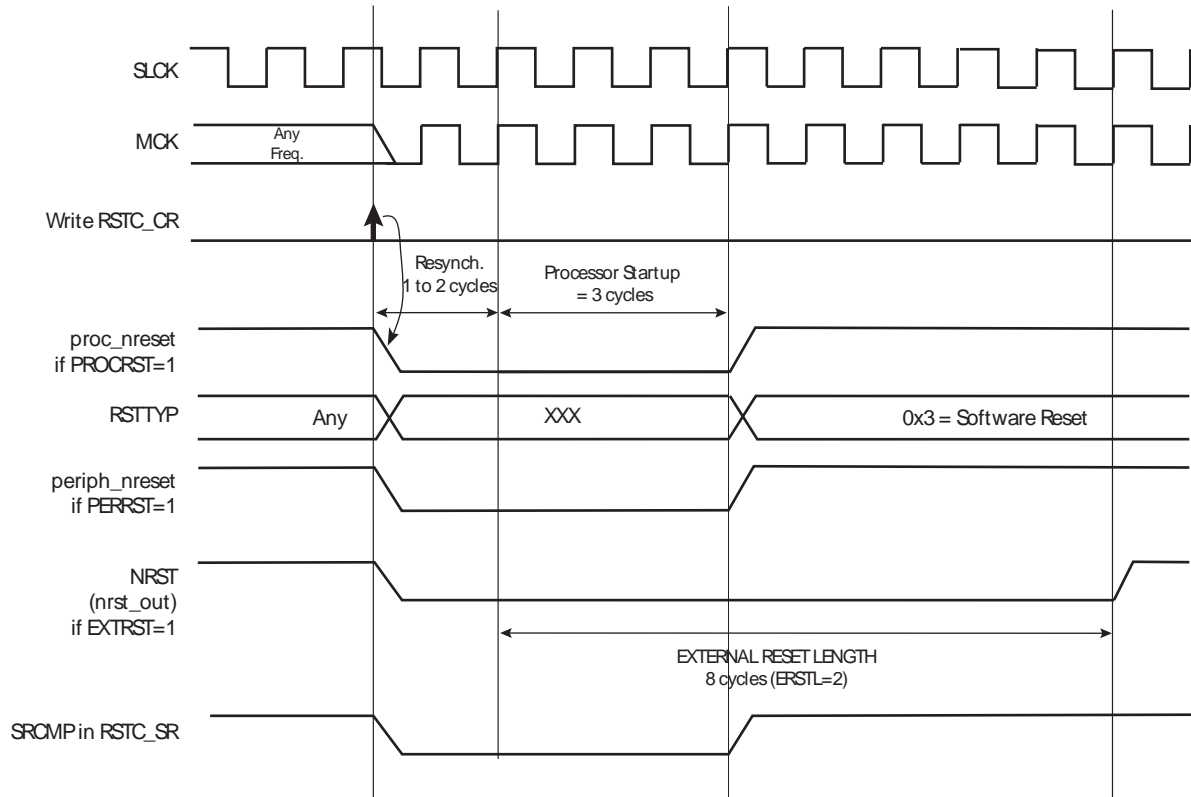 SLCK
MCK
Any
Freq.
Write RSTC_CR
Resynch.
1 to 2 cycles
Processor Startup
= 3 cycles
proc_nreset
if PROCRST=1
RSTTYP
Any
XXX
0x3 = Software Reset
periph_nreset
if PERRST=1
NRST
(nrst_out)
if EXTRST=1
EXTERNAL RESET LENGTH
8 cycles (ERSTL=2)
SRCMP in RSTC_SR